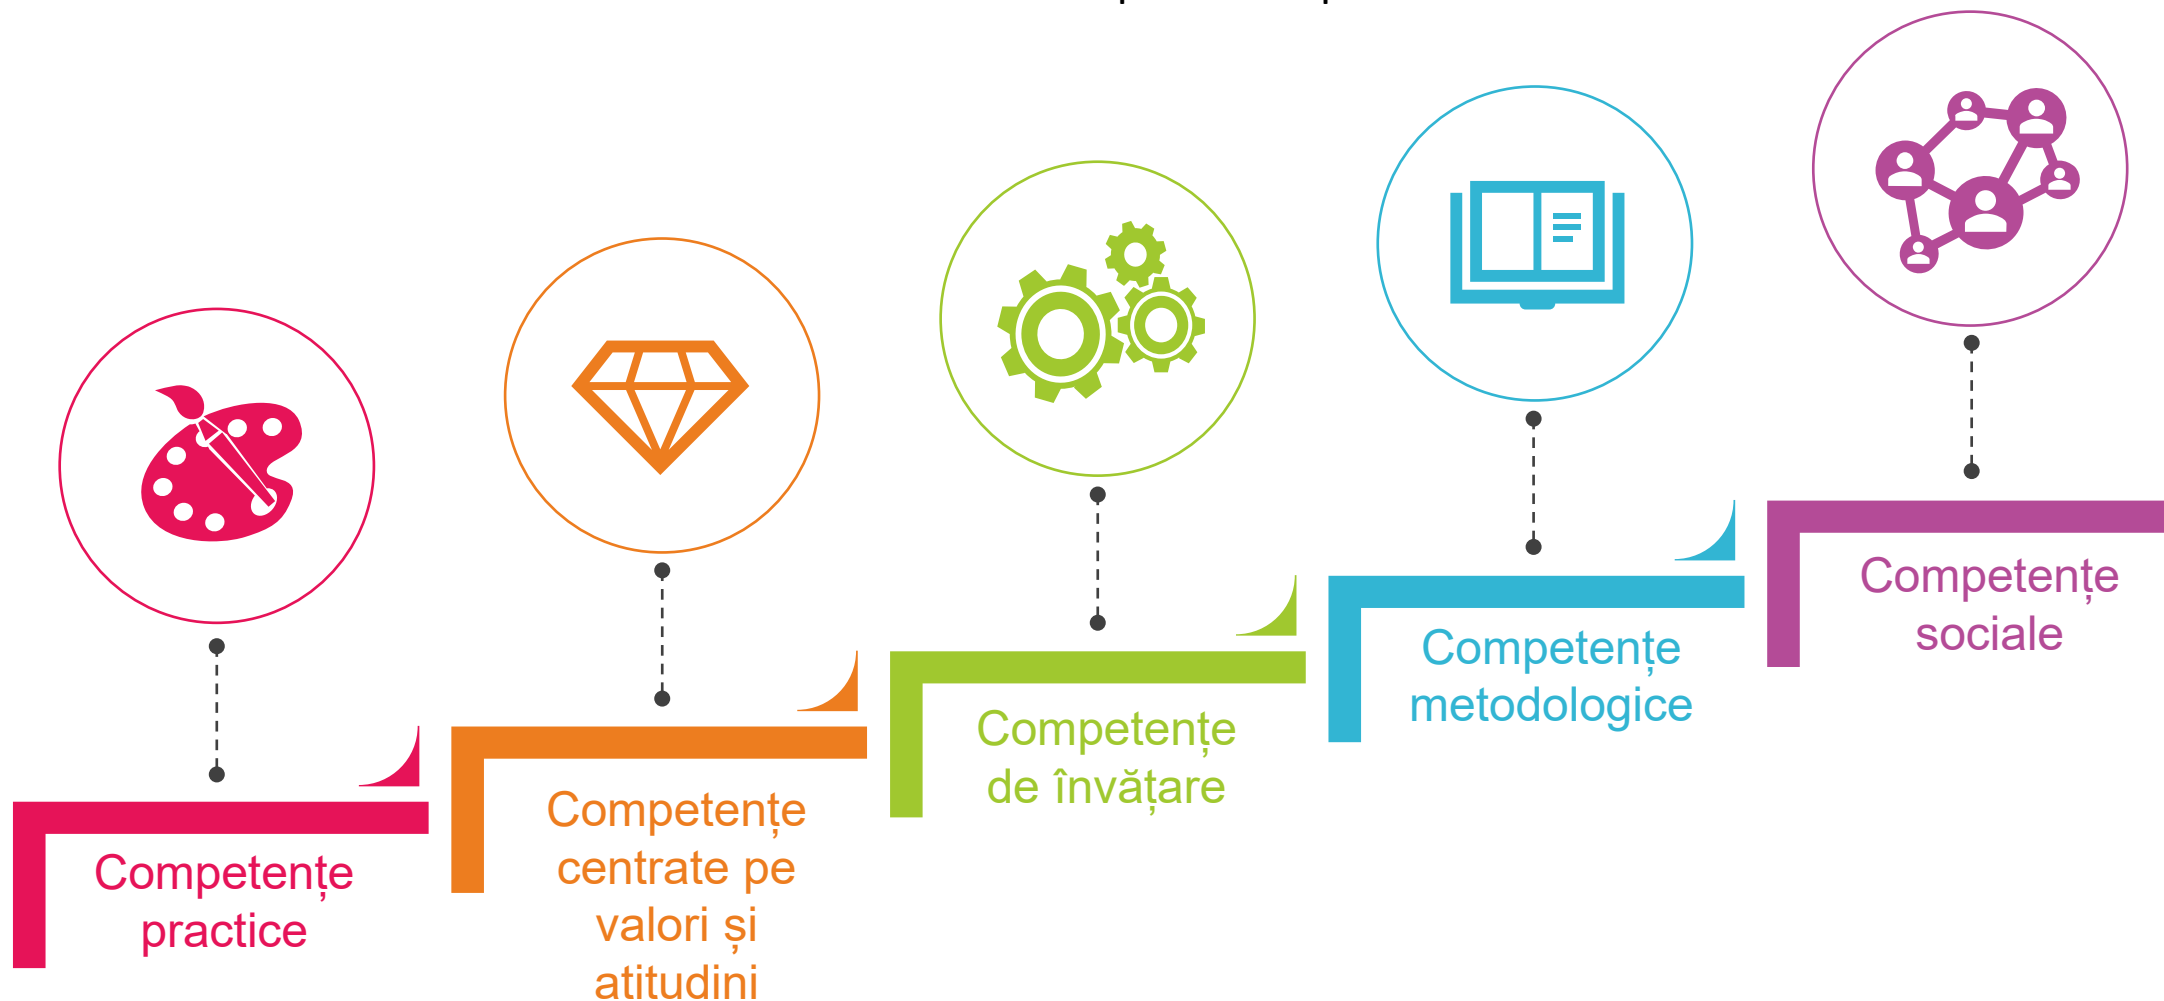 Competențe
practice
Competențe
centrate pe
valori și
atitudini
Competențe
de învățare
Competențe
metodologice
Competențe
sociale